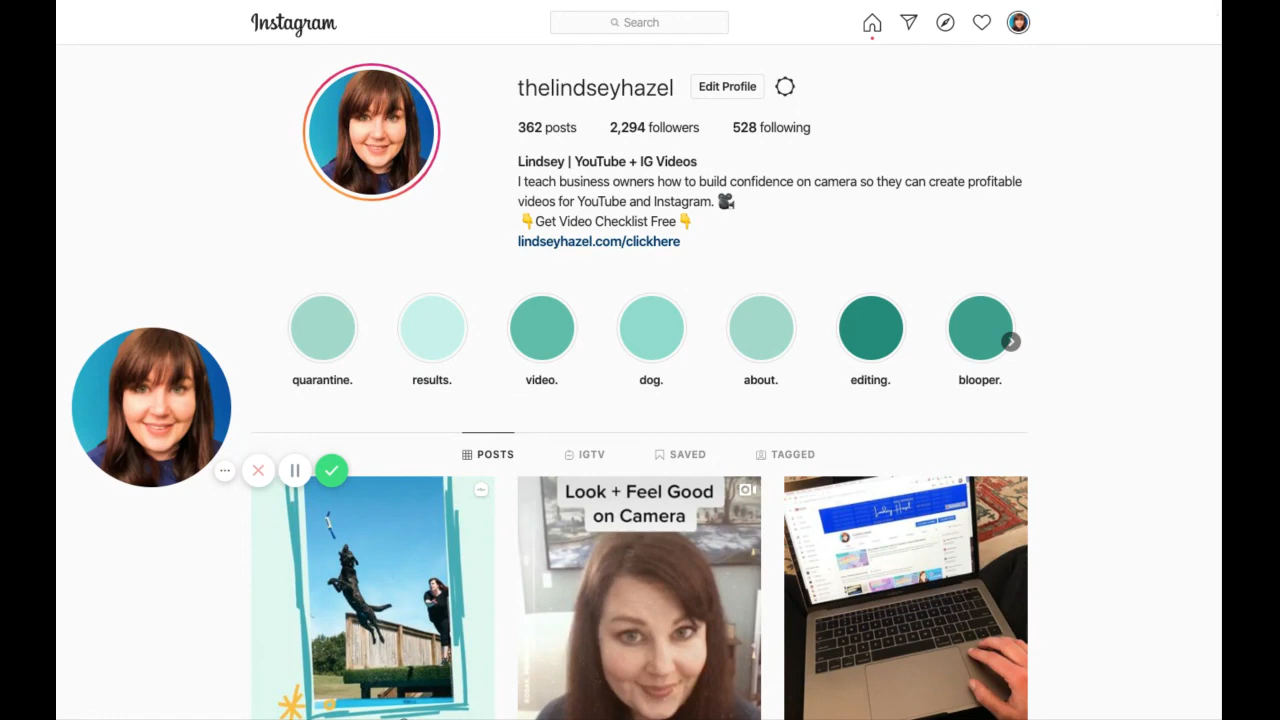 Instagram
Search
thelindseyhazel Edit Profile
362 posts 2,294 followers 528 following
Lindsey | YouTube + IG Videos
I teach business owners how to build confidence on camera so they can create profitable
videos for YouTube and Instagram. 🎥
👇Get Video Checklist Free 👇
lindseyhazel.com/clickhere
quarantine. results. video. dog. about. editing. blooper.
POSTS IGTV SAVED TAGGED
Look + Feel Good
on Camera
Lindsey Hazel